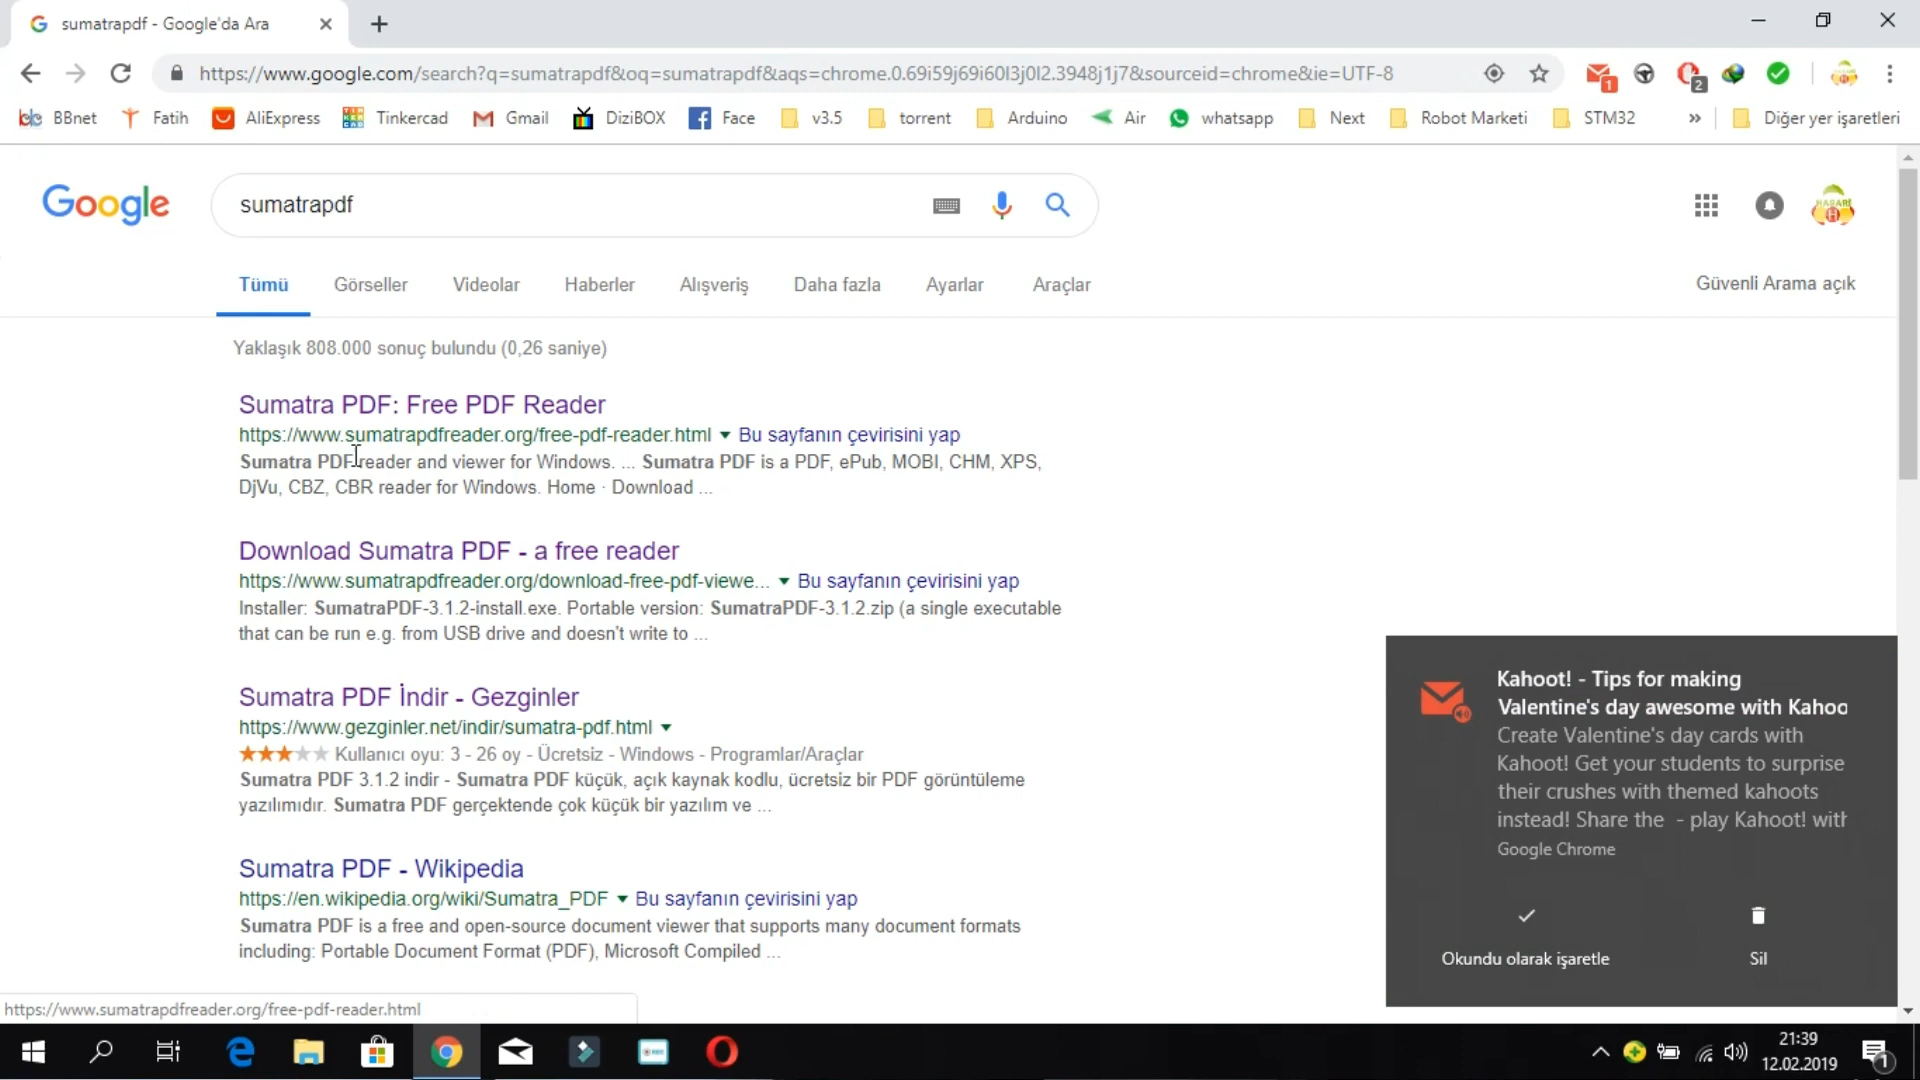 sumatrapdf - Google'da Ara
https://www.google.com/search?q=sumatrapdf&oq=sumatrapdf&aqs=chrome.0.69i59j69i60l3j0l2.3948j1j7&sourceid=chrome&ie=UTF-8
1
2
BBnet Fatih AliExpress Tinkercad Gmail DiziBOX Face v3.5 torrent Arduino Air whatsapp Next Robot Marketi STM32 » Diğer yer işaretleri
Google
sumatrapdf
Tümü Görseller Videolar Haberler Alışveriş Daha fazla Ayarlar Araçlar
Güvenli Arama açık
Yaklaşık 808.000 sonuç bulundu (0,26 saniye)
Sumatra PDF: Free PDF Reader
https://www.sumatrapdfreader.org/free-pdf-reader.html Bu sayfanın çevirisini yap
Sumatra PDF reader and viewer for Windows. ... Sumatra PDF is a PDF, ePub, MOBI, CHM, XPS,
DjVu, CBZ, CBR reader for Windows. Home · Download ...
Download Sumatra PDF - a free reader
https://www.sumatrapdfreader.org/download-free-pdf-viewe... Bu sayfanın çevirisini yap
Installer: SumatraPDF-3.1.2-install.exe. Portable version: SumatraPDF-3.1.2.zip (a single executable
that can be run e.g. from USB drive and doesn't write to ...
Sumatra PDF İndir - Gezginler
https://www.gezginler.net/indir/sumatra-pdf.html
Kullanıcı oyu: 3 - 26 oy - Ücretsiz - Windows - Programlar/Araçlar
Sumatra PDF 3.1.2 indir - Sumatra PDF küçük, açık kaynak kodlu, ücretsiz bir PDF görüntüleme
yazılımıdır. Sumatra PDF gerçektende çok küçük bir yazılım ve ...
Sumatra PDF - Wikipedia
https://en.wikipedia.org/wiki/Sumatra_PDF Bu sayfanın çevirisini yap
Sumatra PDF is a free and open-source document viewer that supports many document formats
including: Portable Document Format (PDF), Microsoft Compiled ...
Kahoot! - Tips for making
Valentine's day awesome with Kahoo
Create Valentine's day cards with
Kahoot! Get your students to surprise
their crushes with themed kahoots
instead! Share the - play Kahoot! with
Google Chrome
Okundu olarak işaretle Sil
https://www.sumatrapdfreader.org/free-pdf-reader.html
21:39
12.02.2019
1